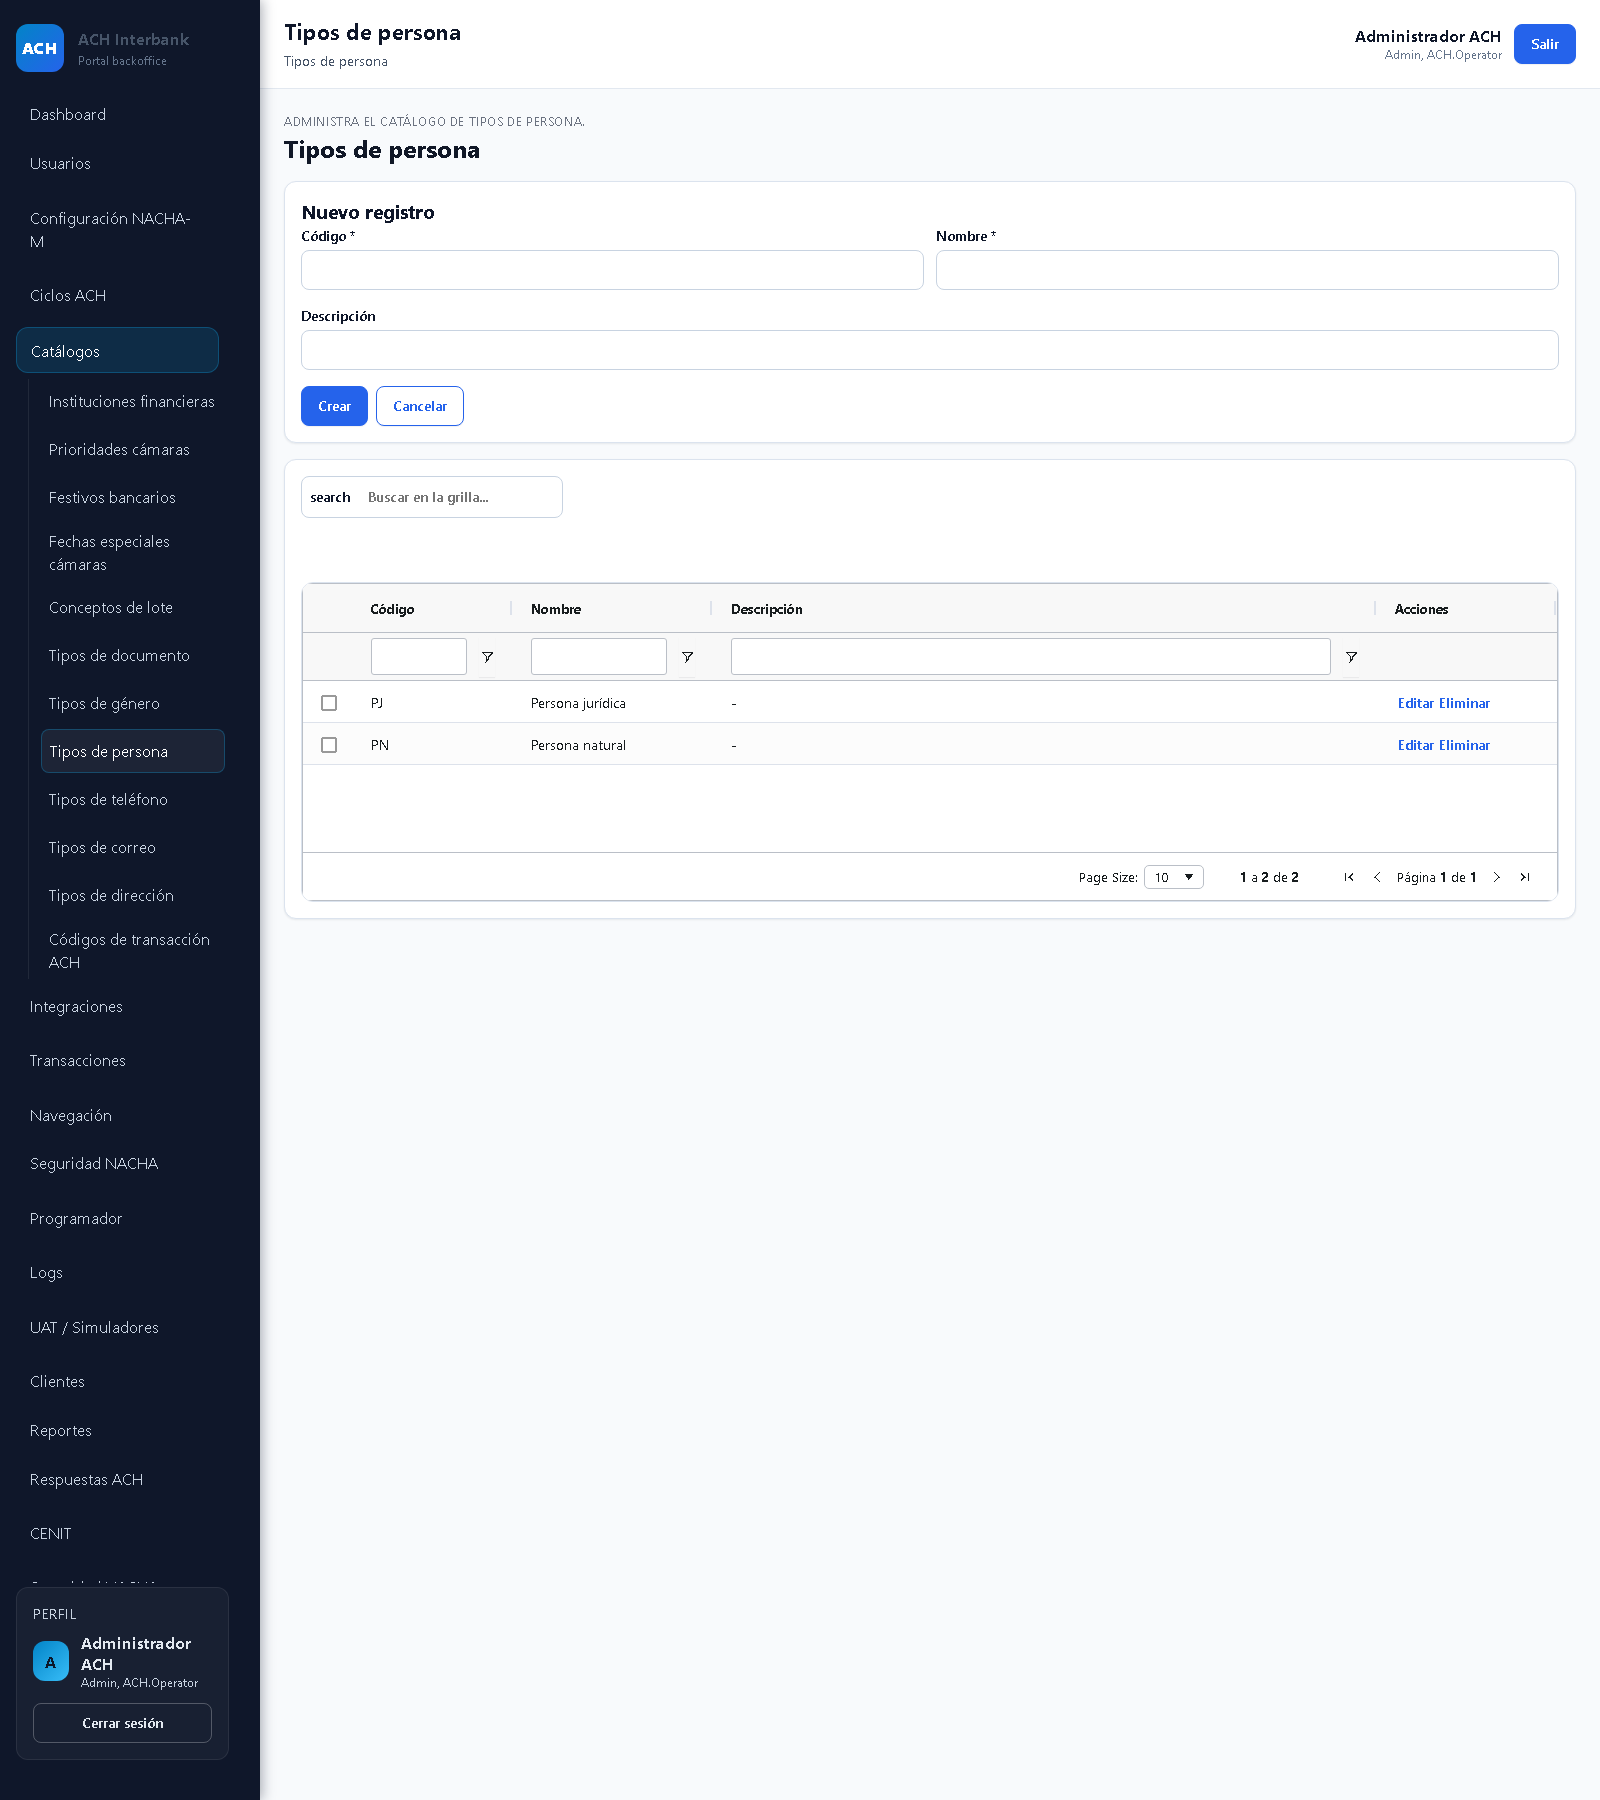 ACH
ACH Interbank
Portal backoffice
Dashboard
Usuarios
Configuración NACHA-
M
Ciclos ACH
Catálogos
Instituciones financieras
Prioridades cámaras
Festivos bancarios
Fechas especiales
cámaras
Conceptos de lote
Tipos de documento
Tipos de género
Tipos de persona
Tipos de teléfono
Tipos de correo
Tipos de dirección
Códigos de transacción
ACH
Integraciones
Transacciones
Navegación
Seguridad NACHA
Programador
Logs
UAT / Simuladores
Clientes
Reportes
Respuestas ACH
CENIT
PERFIL
A
Administrador
ACH
Admin, ACH.Operator
Cerrar sesión
Tipos de persona
Tipos de persona
Administrador ACH
Admin, ACH.Operator
Salir
ADMINISTRA EL CATÁLOGO DE TIPOS DE PERSONA.
Tipos de persona
Nuevo registro
Código * Nombre *
Descripción
Crear Cancelar
search Buscar en la grilla...
Código Nombre Descripción Acciones
PJ Persona jurídica - Editar Eliminar
PN Persona natural - Editar Eliminar
Page Size: 10 1 a 2 de 2 Página 1 de 1